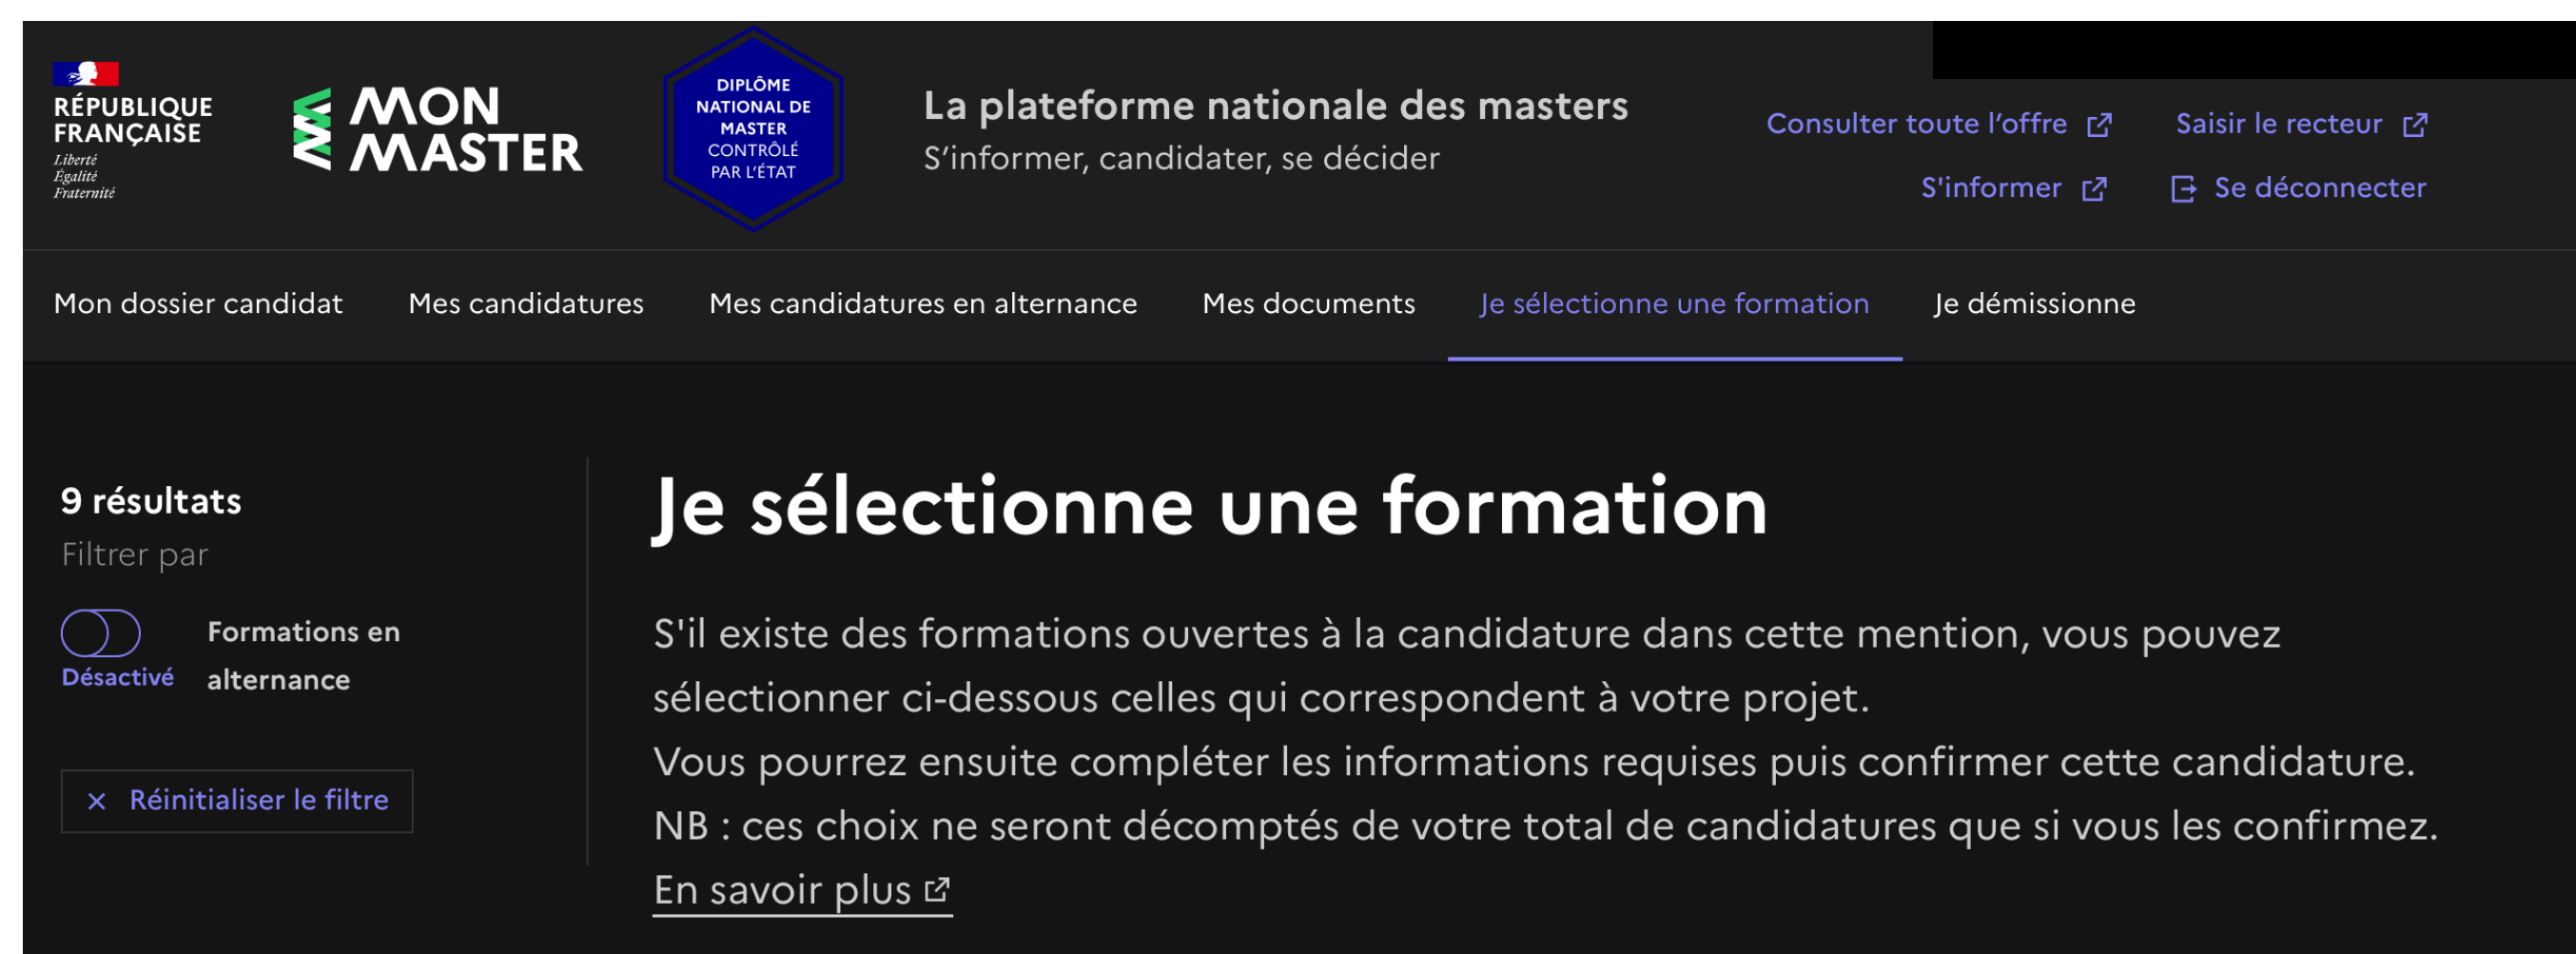 RÉPUBLIQUE
FRANÇAISE
Liberté
Égalité
Fraternité
MON
MASTER
DIPLÔME
NATIONAL DE
MASTER
CONTRÔLÉ
PAR L'ÉTAT
La plateforme nationale des masters
S'informer, candidater, se décider
Consulter toute l'offre
Saisir le recteur
S'informer
Se déconnecter
Mon dossier candidat
Mes candidatures
Mes candidatures en alternance
Mes documents
Je sélectionne une formation
Je démissionne
9 résultats
Filtrer par
Désactivé
Formations en
alternance
Réinitialiser le filtre
Je sélectionne une formation
S'il existe des formations ouvertes à la candidature dans cette mention, vous pouvez
sélectionner ci-dessous celles qui correspondent à votre projet.
Vous pourrez ensuite compléter les informations requises puis confirmer cette candidature.
NB : ces choix ne seront décomptés de votre total de candidatures que si vous les confirmez.
En savoir plus